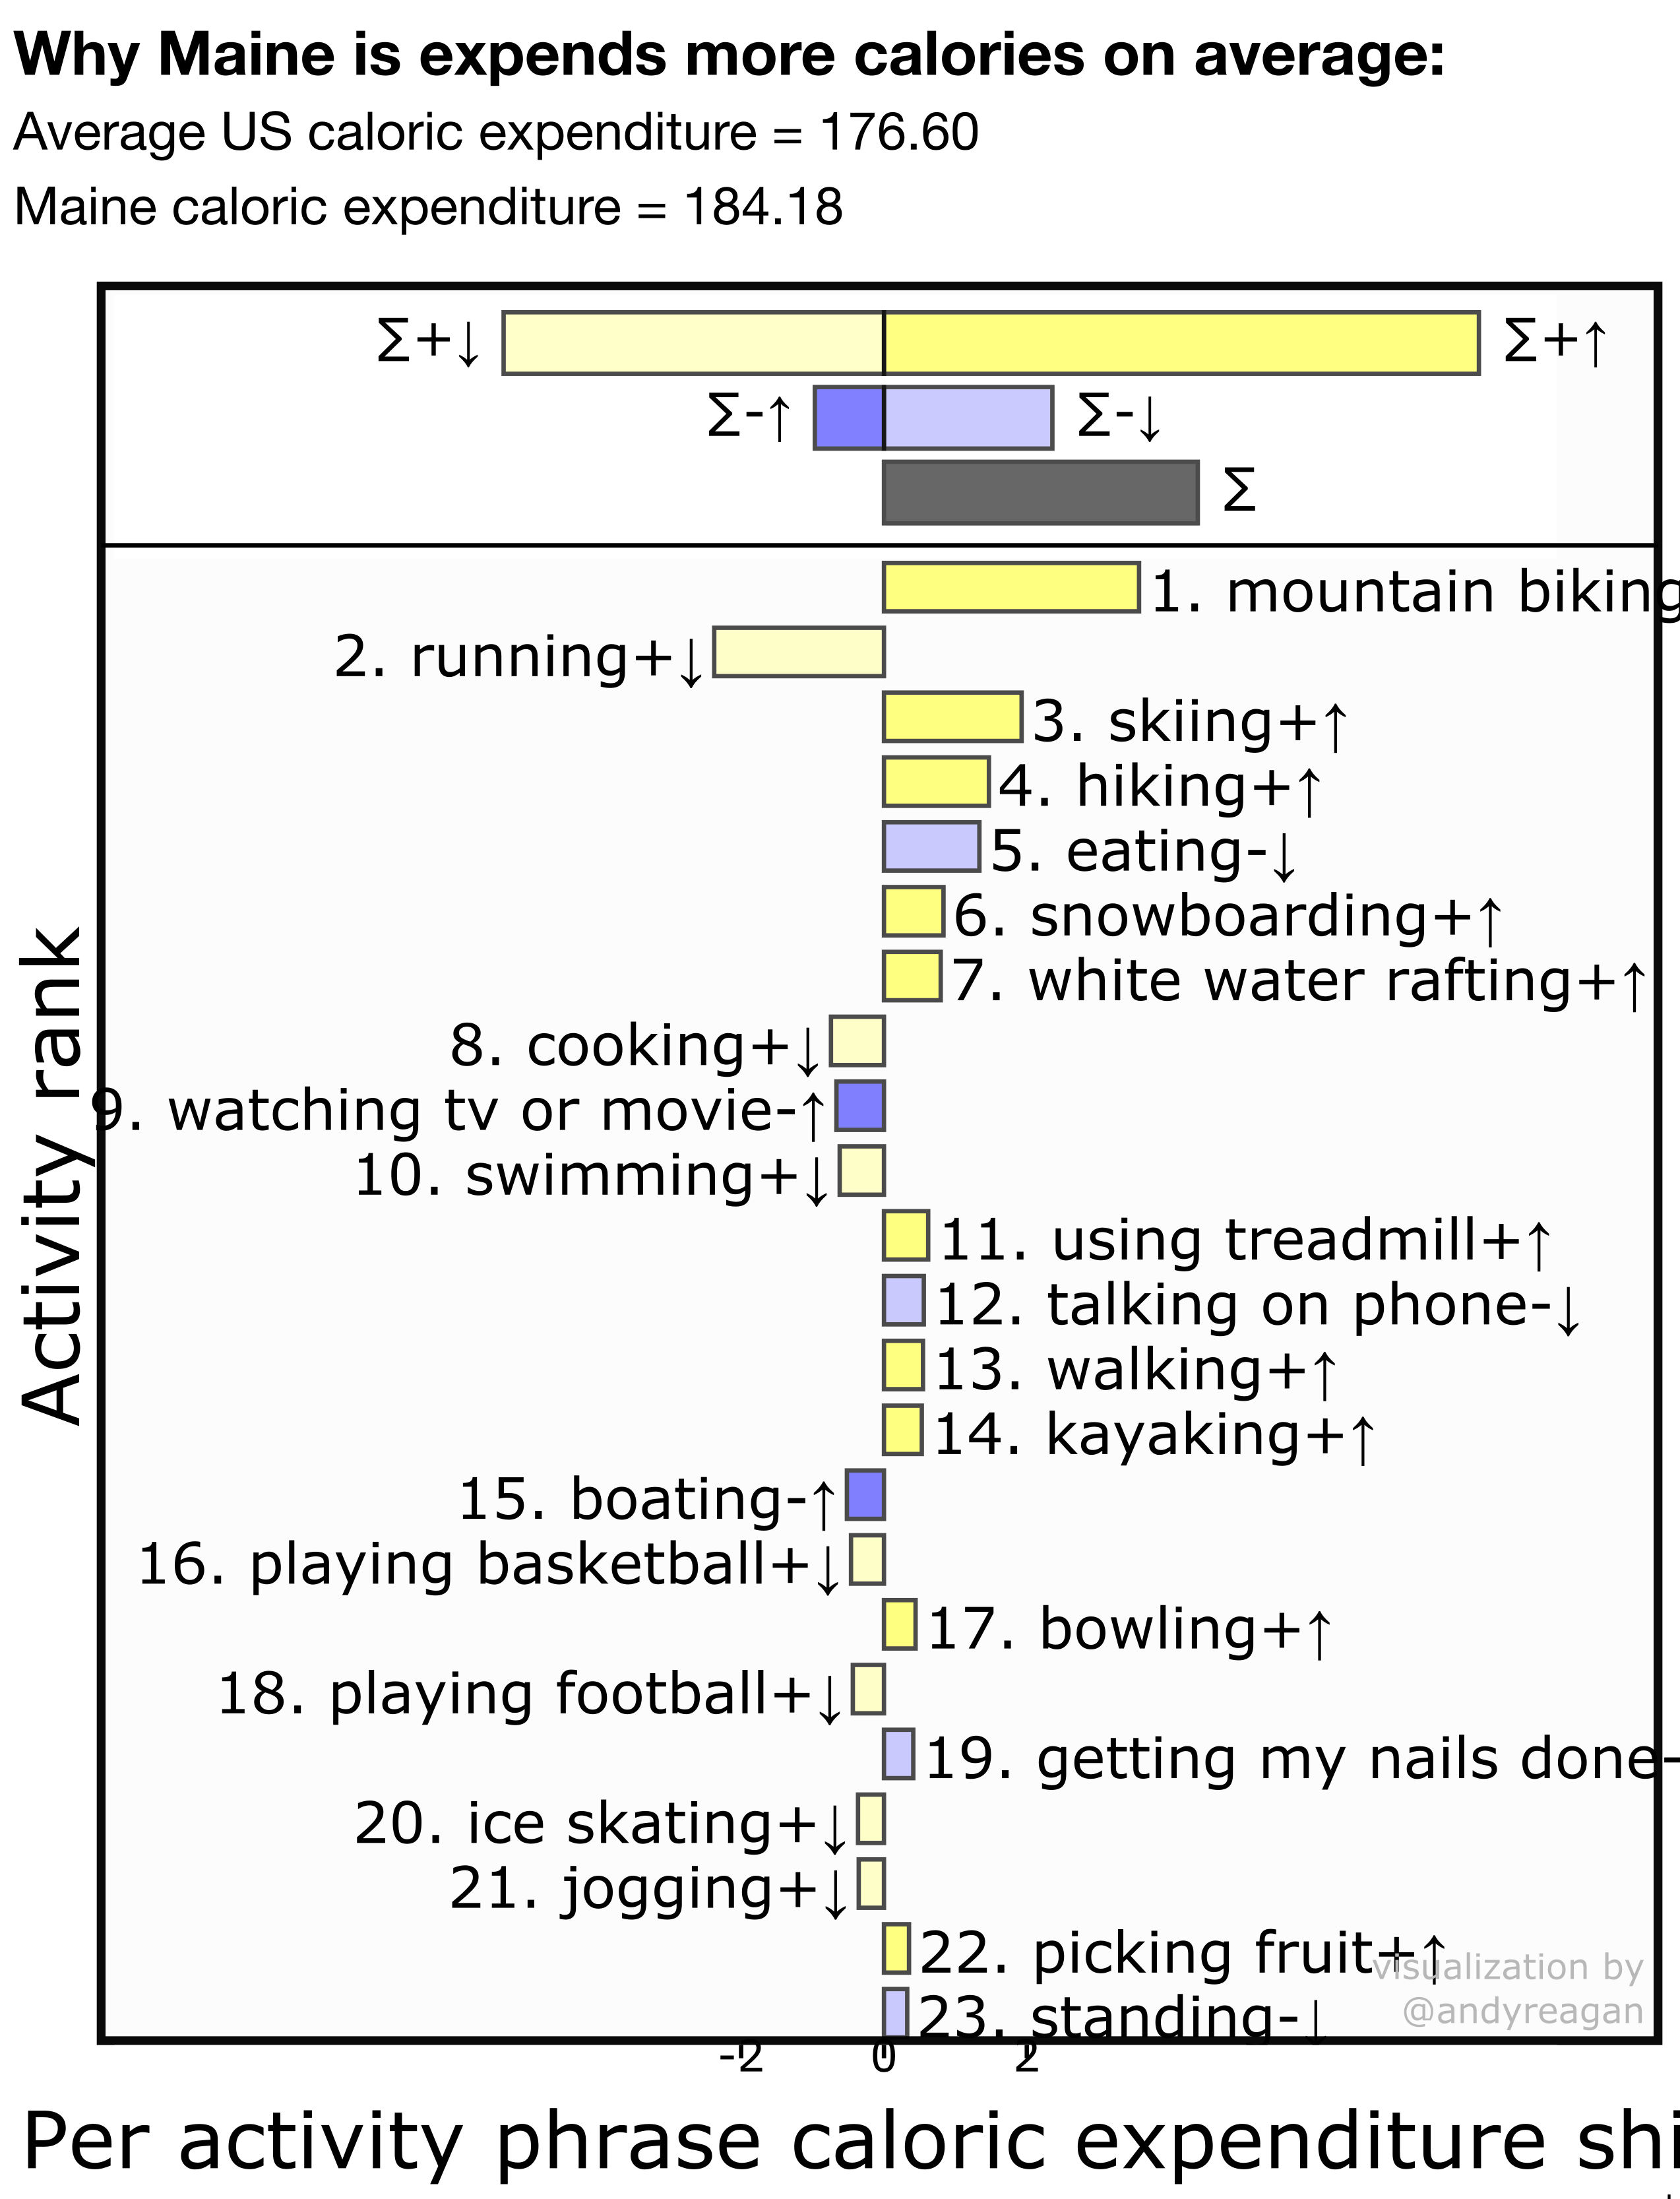 Why Maine is expends more calories on average:
Average US caloric expenditure = 176.60
Maine caloric expenditure = 184.18
∑+↓ ∑+↑
∑-↑ ∑-↓
∑
1. mountain biking
2. running+↓
3. skiing+↑
4. hiking+↑
5. eating-↓
6. snowboarding+↑
7. white water rafting+↑
8. cooking+↓
9. watching tv or movie-↑
10. swimming+↓
11. using treadmill+↑
12. talking on phone-↓
13. walking+↑
14. kayaking+↑
15. boating-↑
16. playing basketball+↓
17. bowling+↑
18. playing football+↓
19. getting my nails done-
20. ice skating+↓
21. jogging+↓
22. picking fruit+↑
23. standing-↓
visualization by
@andyreagan
Activity rank
-2 0 2
Per activity phrase caloric expenditure shi